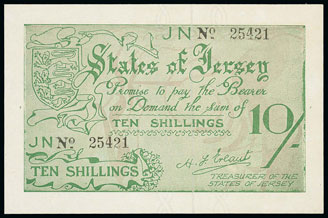 JN Nº 25421
States of Jersey
Promise to pay the Bearer
on Demand the sum of
TEN SHILLINGS
10/-
JN Nº 25421
H. F. Ereaut
TEN SHILLINGS
TREASURER OF THE
STATES OF JERSEY